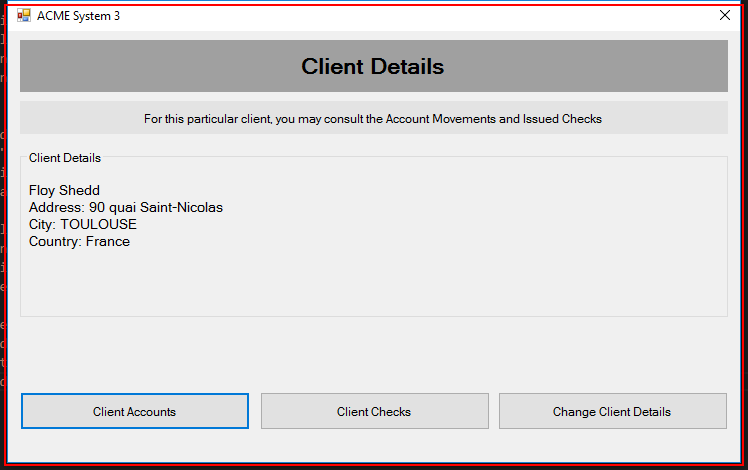 ACME System 3
Client Details
For this particular client, you may consult the Account Movements and Issued Checks
Client Details
Floy Shedd
Address: 90 quai Saint-Nicolas
City: TOULOUSE
Country: France
Client Accounts
Client Checks
Change Client Details